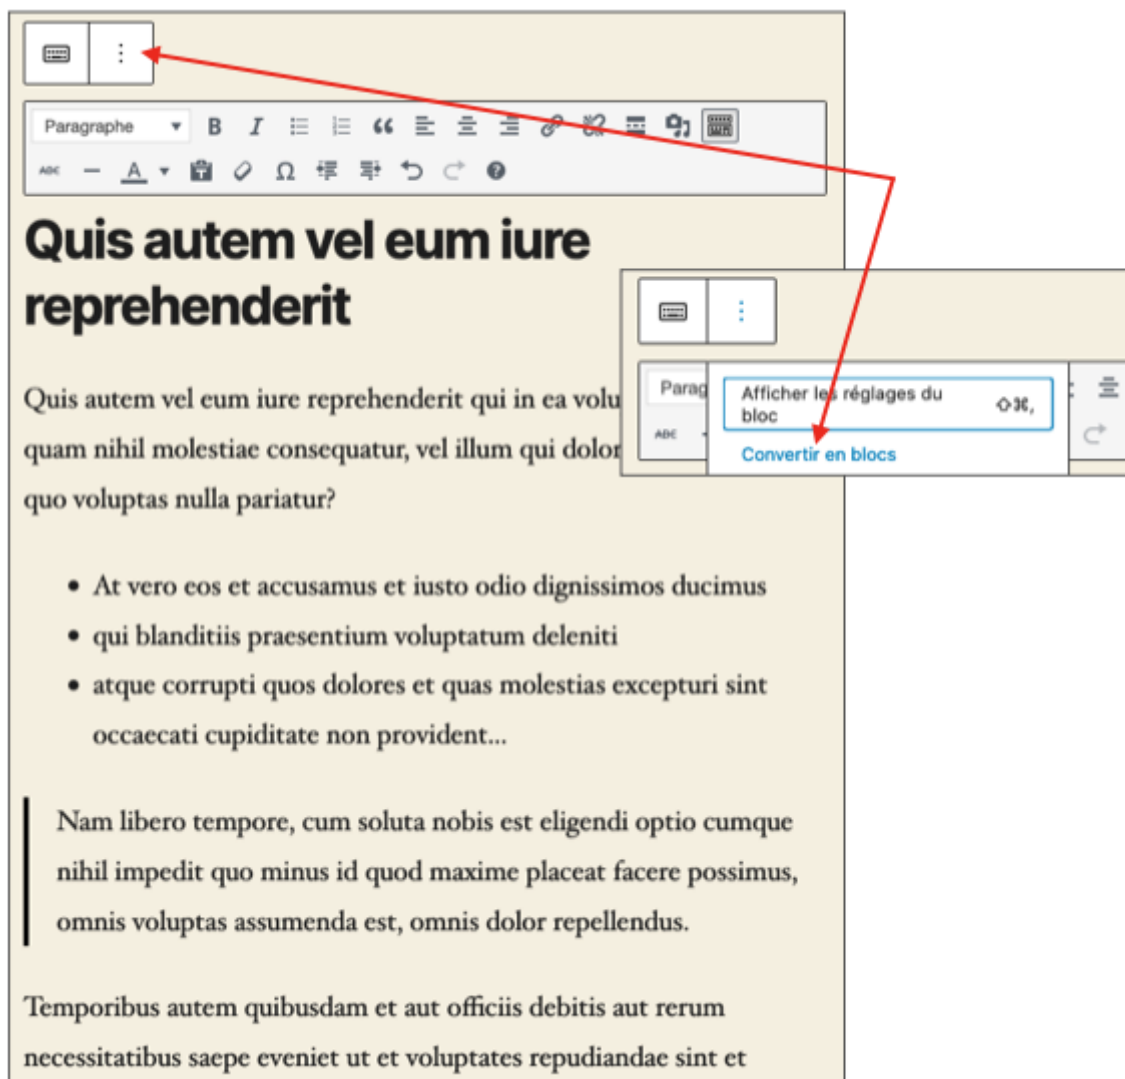 Paragraphe
B I
ABC A Ω
Quis autem vel eum iure
reprehenderit
Quis autem vel eum iure reprehenderit qui in ea volu
quam nihil molestiae consequatur, vel illum qui dolor
quo voluptas nulla pariatur?
At vero eos et accusamus et iusto odio dignissimos ducimus
qui blanditiis praesentium voluptatum deleniti
atque corrupti quos dolores et quas molestias excepturi sint
occaecati cupiditate non provident...
Nam libero tempore, cum soluta nobis est eligendi optio cumque
nihil impedit quo minus id quod maxime placeat facere possimus,
omnis voluptas assumenda est, omnis dolor repellendus.
Temporibus autem quibusdam et aut officiis debitis aut rerum
necessitatibus saepe eveniet ut et voluptates repudiandae sint et
Parag
ABC
Afficher les réglages du
bloc ⇧⌘,
Convertir en blocs